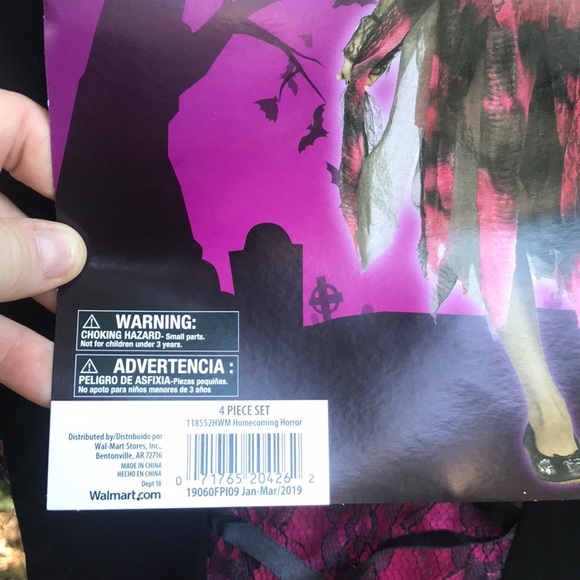 WARNING:
CHOKING HAZARD- Small parts.
Not for children under 3 years.
ADVERTENCIA :
PELIGRO DE ASFIXIA-Piezas pequiñas.
No apoto para niños menores de 3 años
4 PIECE SET
118552HWM Homecoming Horror
Distributed by/Distribuido por
Wal-Mart Stores, Inc.,
Bentonville, AR 72716
MADE IN CHINA
HECHO EN CHINA
Dept 18
Walmart.com
0 71765 20426 2
19060FPI09 Jan-Mar/2019